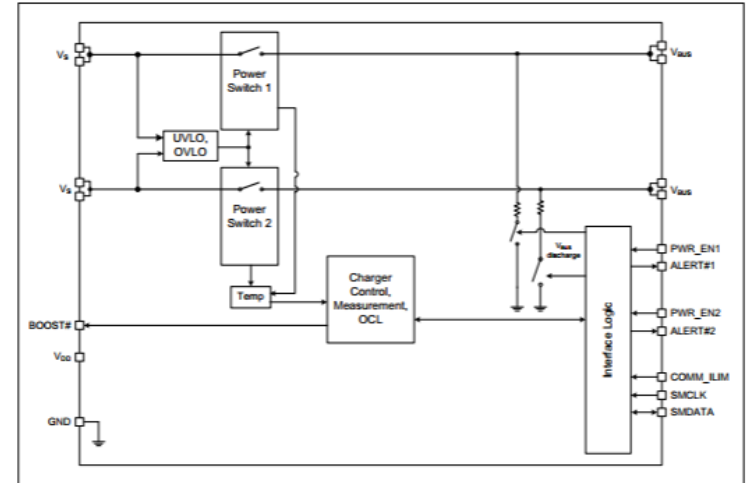 VS
VBUS
Power
Switch 1
UVLO,
OVLO
VS
VBUS
Power
Switch 2
VBUS
discharge
PWR_EN1
ALERT#1
Temp
Charger
Control,
Measurement,
OCL
Interface Logic
PWR_EN2
BOOST#
ALERT#2
VDD
COMM_ILIM
SMCLK
SMDATA
GND